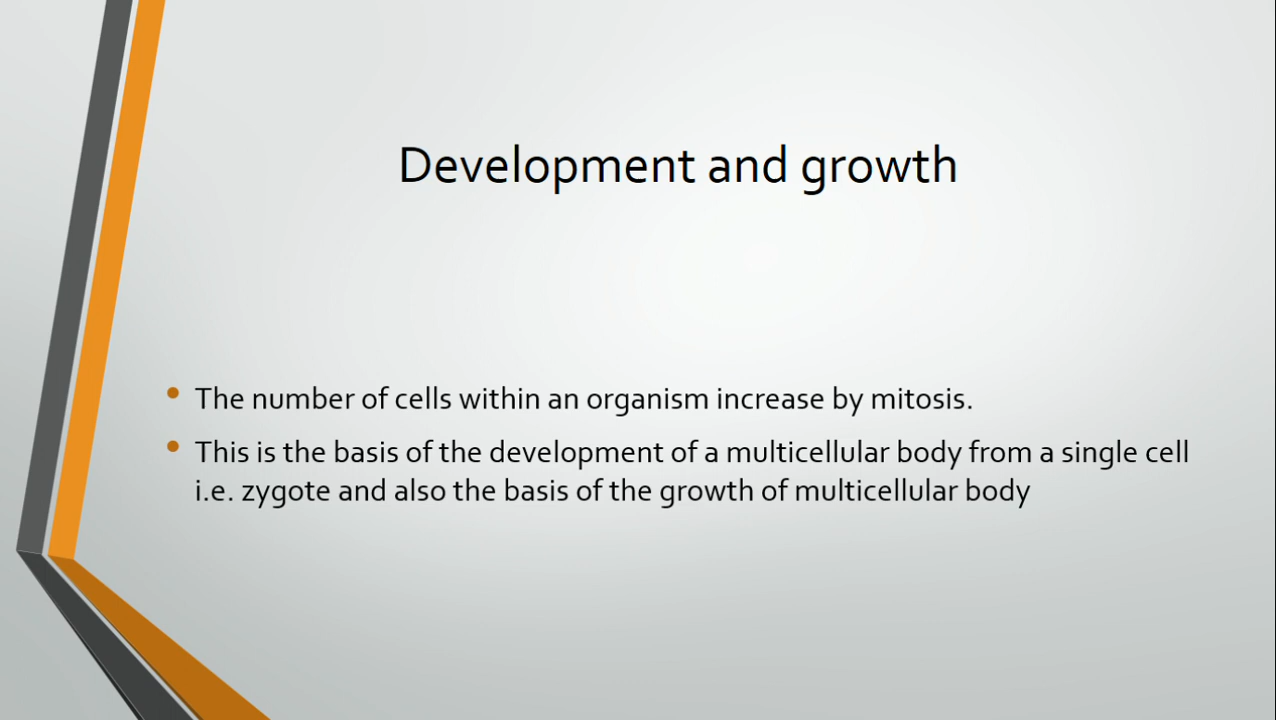 Development and growth
• The number of cells within an organism increase by mitosis.
• This is the basis of the development of a multicellular body from a single cell
i.e. zygote and also the basis of the growth of multicellular body